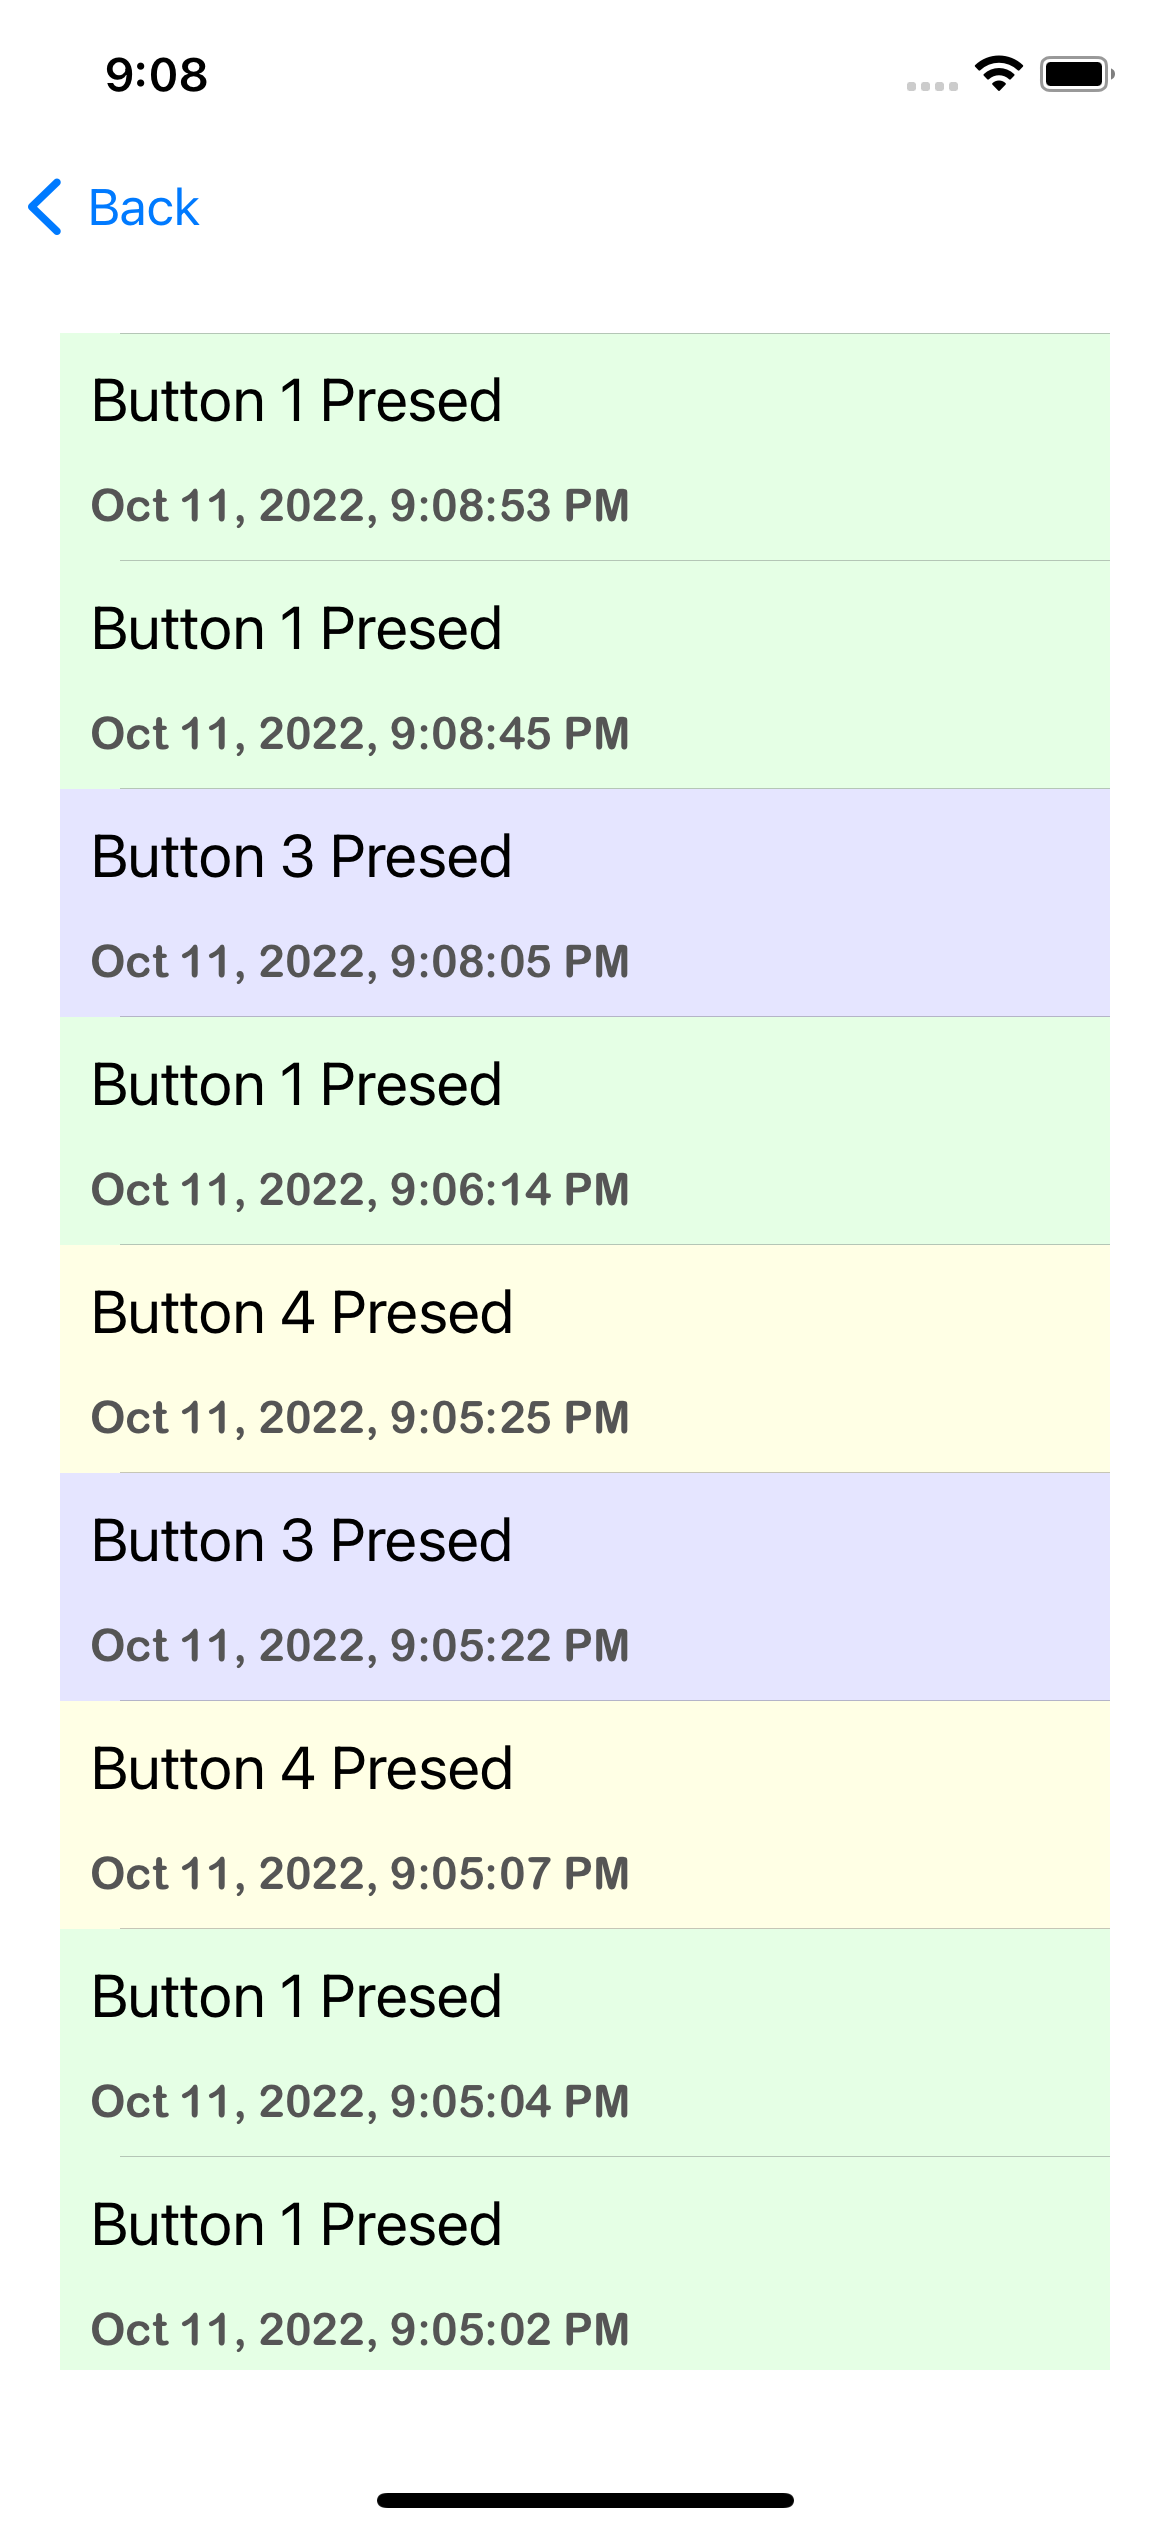 9:08
Back
Button 1 Presed
Oct 11, 2022, 9:08:53 PM
Button 1 Presed
Oct 11, 2022, 9:08:45 PM
Button 3 Presed
Oct 11, 2022, 9:08:05 PM
Button 1 Presed
Oct 11, 2022, 9:06:14 PM
Button 4 Presed
Oct 11, 2022, 9:05:25 PM
Button 3 Presed
Oct 11, 2022, 9:05:22 PM
Button 4 Presed
Oct 11, 2022, 9:05:07 PM
Button 1 Presed
Oct 11, 2022, 9:05:04 PM
Button 1 Presed
Oct 11, 2022, 9:05:02 PM